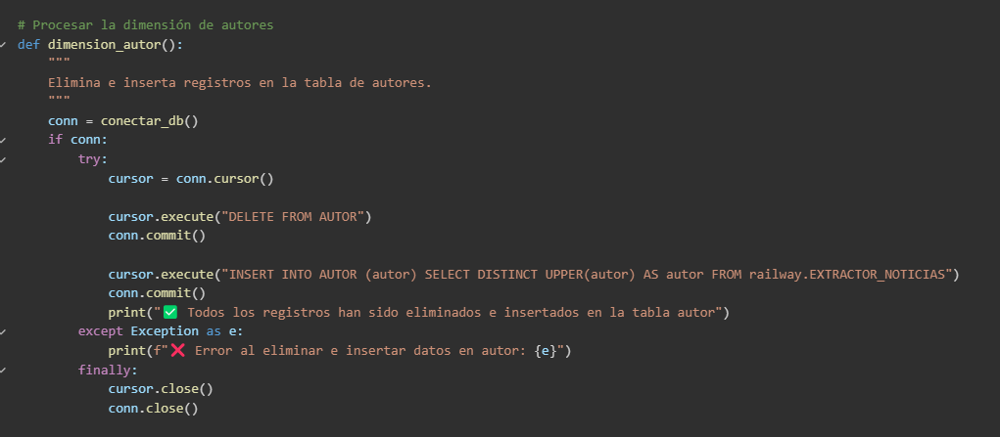 # Procesar la dimensión de autores
def dimension_autor():
    """
    Elimina e inserta registros en la tabla de autores.
    """
    conn = conectar_db()
    if conn:
        try:
            cursor = conn.cursor()
            cursor.execute("DELETE FROM AUTOR")
            conn.commit()
            cursor.execute("INSERT INTO AUTOR (autor) SELECT DISTINCT UPPER(autor) AS autor FROM railway.EXTRACTOR_NOTICIAS")
            conn.commit()
            print("✅ Todos los registros han sido eliminados e insertados en la tabla autor")
        except Exception as e:
            print(f"❌ Error al eliminar e insertar datos en autor: {e}")
        finally:
            cursor.close()
            conn.close()